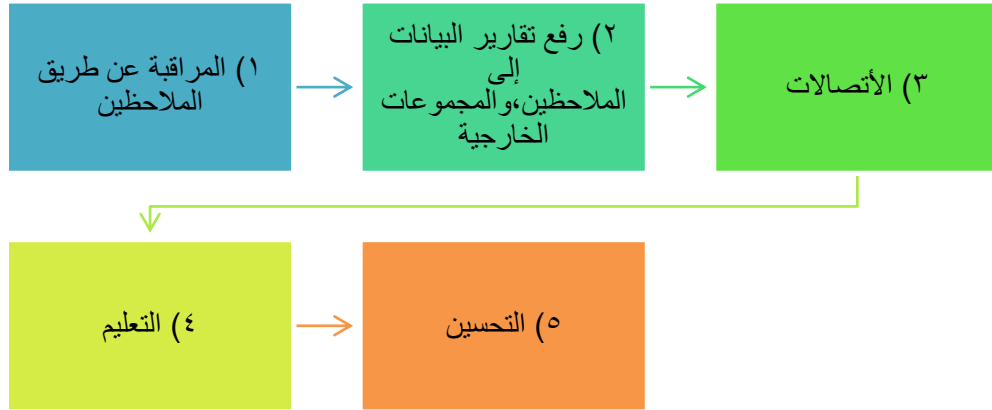 ١) المراقبة عن طريق
الملاحظين
٢) رفع تقارير البيانات
إلى
الملاحظين،والمجموعات
الخارجية
٣) الأتصالات
٤) التعليم
٥) التحسين